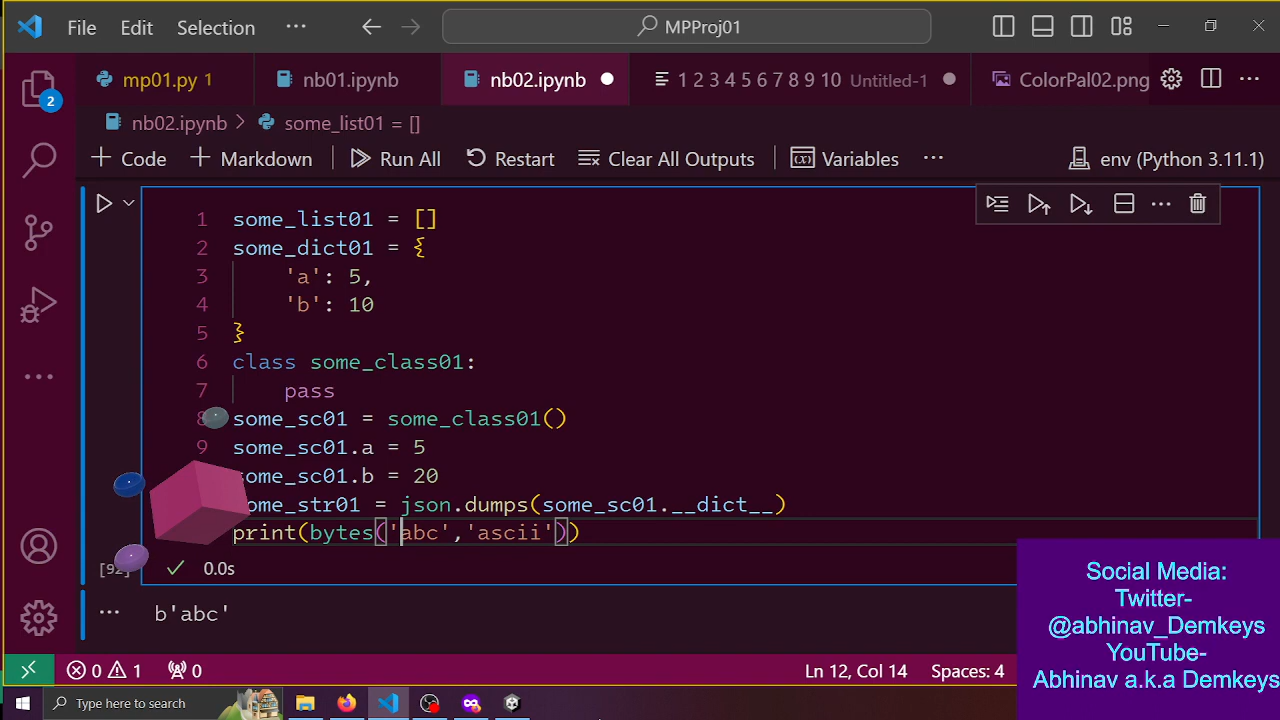 File Edit Selection ··· MPProj01
mp01.py 1 nb01.ipynb nb02.ipynb 1 2 3 4 5 6 7 8 9 10 Untitled-1 ColorPal02.png
nb02.ipynb > some_list01 = []
+ Code + Markdown Run All Restart Clear All Outputs Variables ··· env (Python 3.11.1)
1 some_list01 = []
2 some_dict01 = {
3 'a': 5,
4 'b': 10
5 }
6 class some_class01:
7 pass
8 some_sc01 = some_class01()
9 some_sc01.a = 5
some_sc01.b = 20
some_str01 = json.dumps(some_sc01.__dict__)
print(bytes('abc','ascii'))
[92] 0.0s
··· b'abc'
2
0 1 0 Ln 12, Col 14 Spaces: 4
Type here to search
Social Media:
Twitter-
@abhinav_Demkeys
YouTube-
Abhinav a.k.a Demkeys